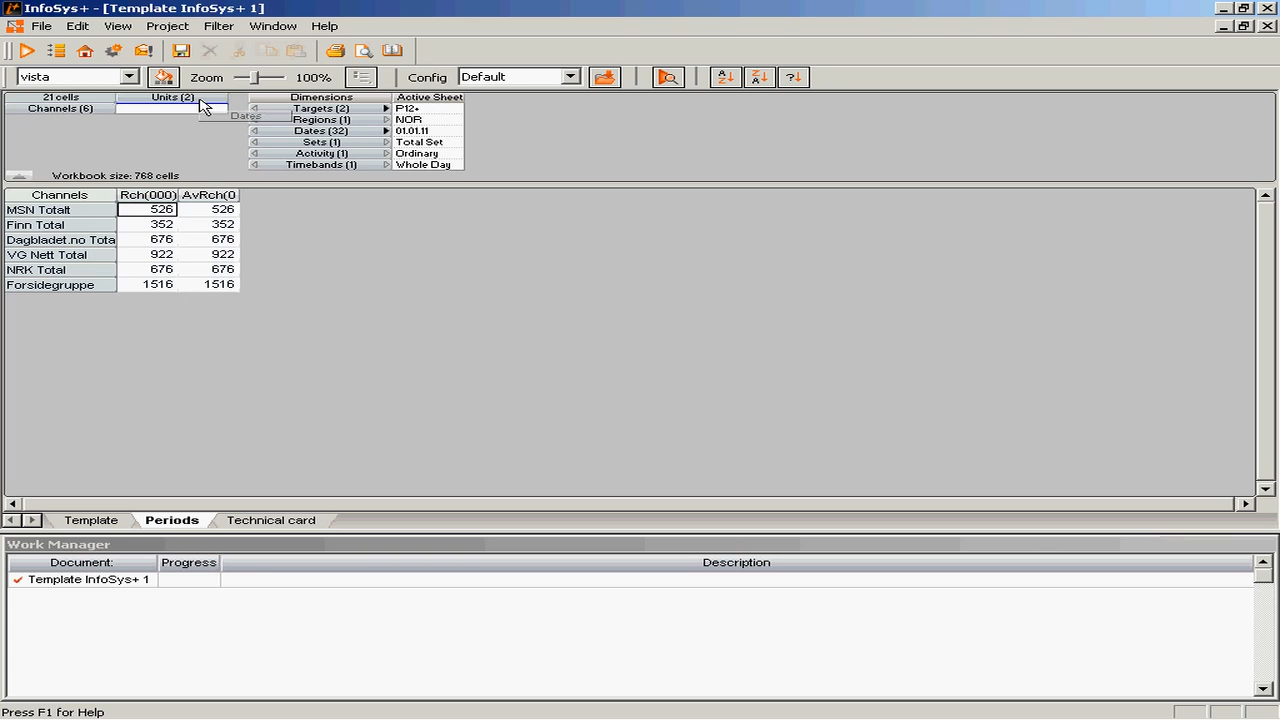 InfoSys+ - [Template InfoSys+ 1]
File Edit View Project Filter Window Help
vista Zoom 100% Config Default
21 cells Units (2) Dimensions Active Sheet
Channels (6) Targets (2) P12+
Dates Regions (1) NOR
Dates (32) 01.01.11
Sets (1) Total Set
Activity (1) Ordinary
Timebands (1) Whole Day
Workbook size: 768 cells
Channels Rch(000) AvRch(0
MSN Totalt 526 526
Finn Total 352 352
Dagbladet.no Tota 676 676
VG Nett Total 922 922
NRK Total 676 676
Forsidegruppe 1516 1516
Template Periods Technical card
Work Manager
Document: Progress Description
Template InfoSys+ 1
Press F1 for Help